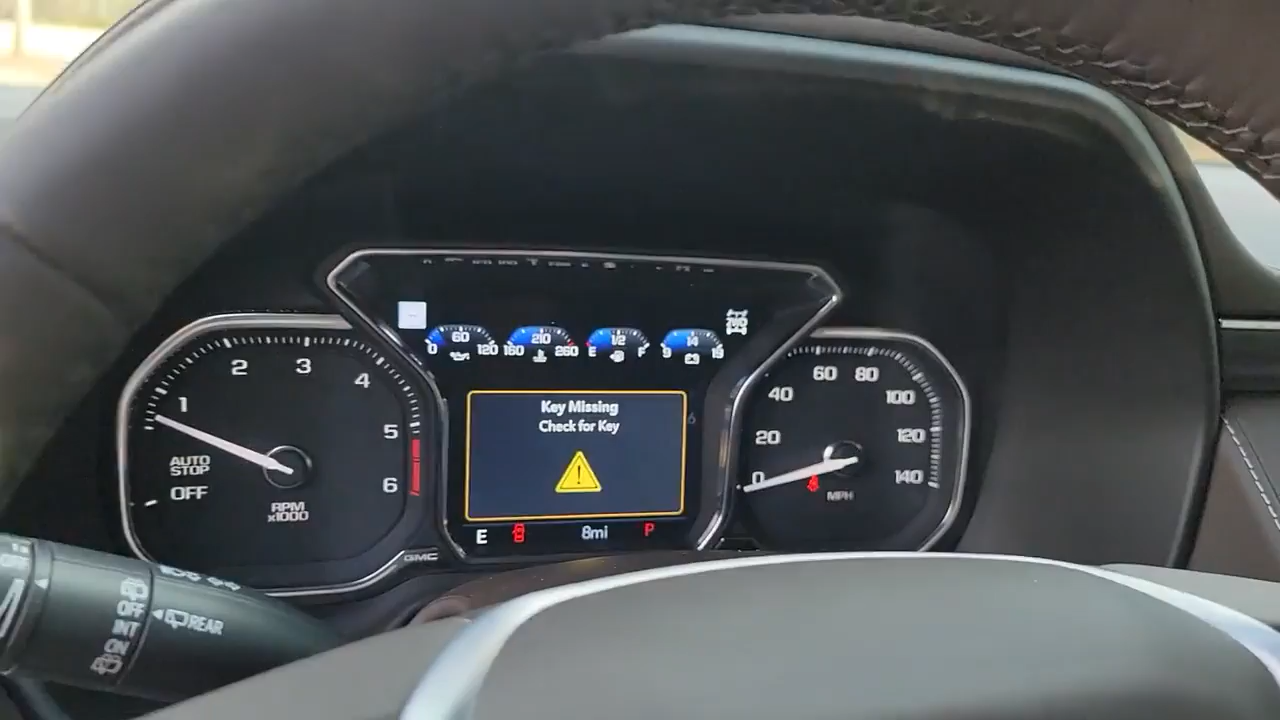 2WD
60
0 120
210
160 260
1/2
E F
14
9 19
1
2
3
4
5
6
AUTO
STOP
OFF
RPM
x1000
Key Missing
Check for Key
!
E
8mi
P
GMC
0
20
40
60
80
100
120
140
MPH
OFF
INT
ON
REAR